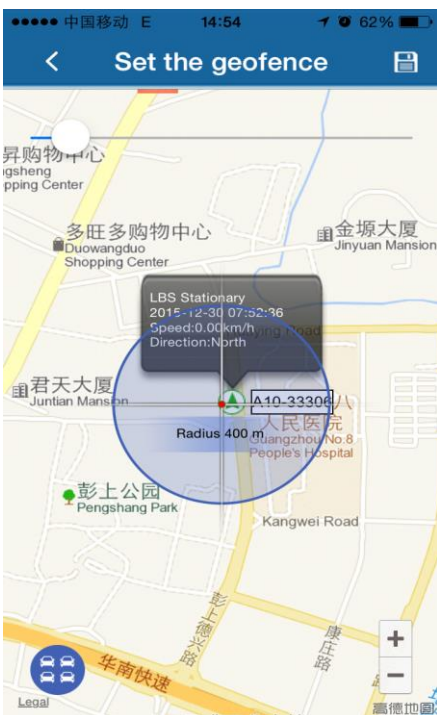 中国移动 E 14:54 62%
Set the geofence
昇购物中心
ngsheng
pping Center
多旺多购物中心
Duowangduo
Shopping Center
金塬大厦
Jinyuan Mansion
LBS Stationary
2015-12-30 07:52:36
Speed:0.00km/h
Direction:North
ying Road
君天大厦
Juntian Mansion
A10-33306
八
人民医院
Radius 400 m
Guangzhou No.8
People's Hospital
彭上公园
Pengshang Park
Kangwei Road
彭上德兴路
康庄路
华南快速
+
−
Legal
高德地图